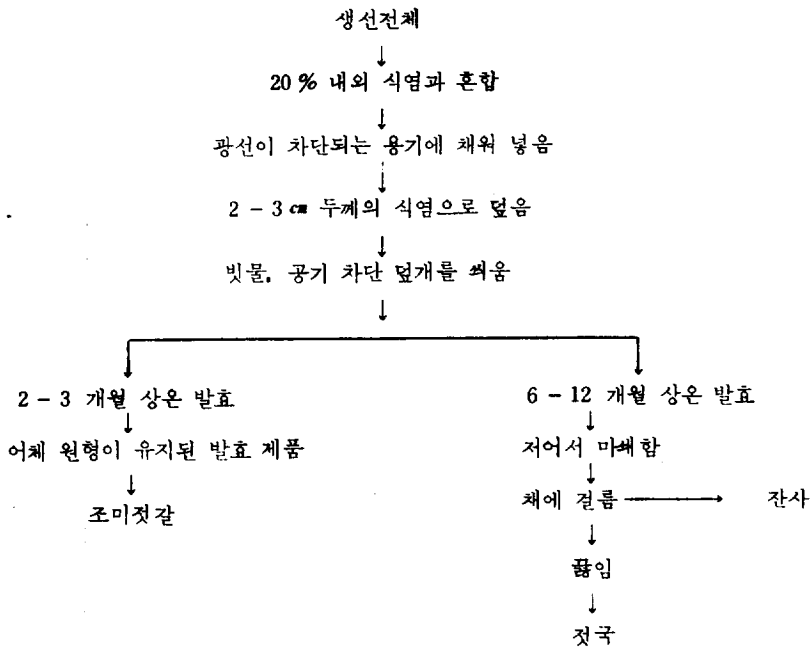 생선전체
20% 내외 식염과 혼합
광선이 차단되는 용기에 채워 넣음
2 - 3 cm 두께의 식염으로 덮음
빗물, 공기 차단 덮개를 씌움
2 - 3 개월 상온 발효
어체 원형이 유지된 발효 제품
조미젓갈
6 - 12 개월 상온 발효
저어서 마쇄함
채에 걸름
잔사
끓임
젓국